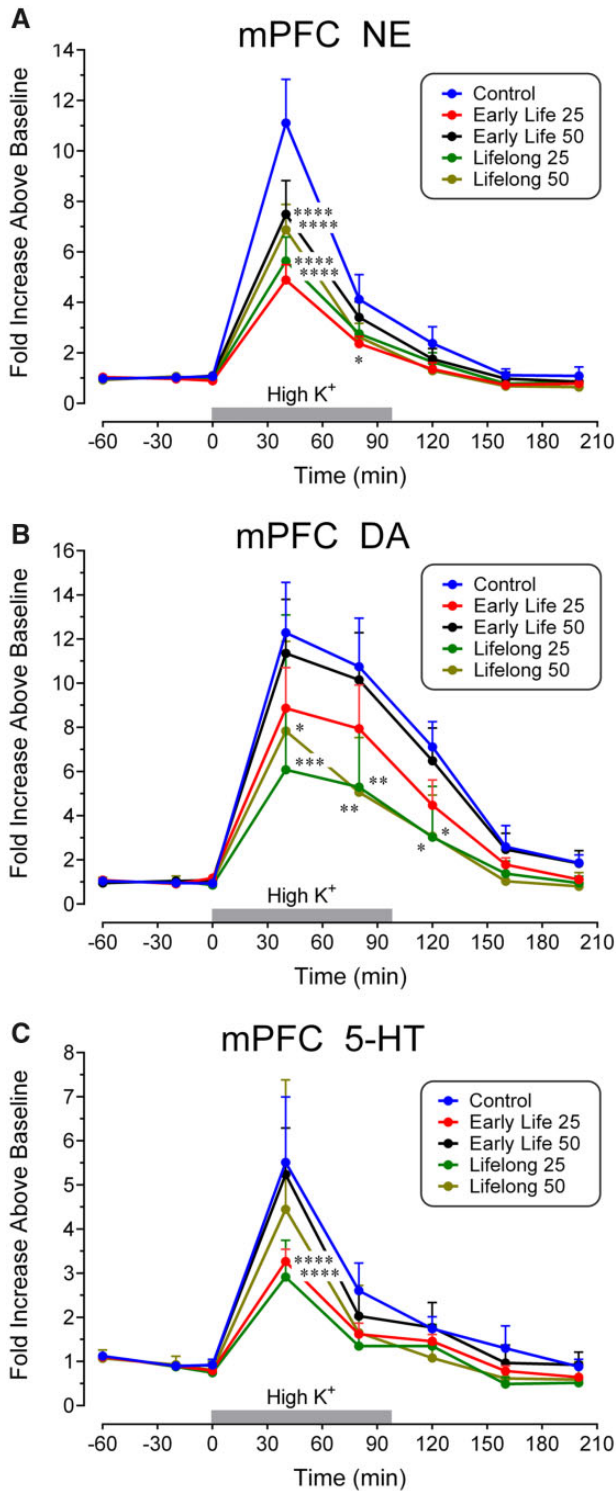 A
mPFC NE
Fold Increase Above Baseline
14
12
10
8
6
4
2
0
Control
Early Life 25
Early Life 50
Lifelong 25
Lifelong 50
****
****
****
****
*
High K+
-60 -30 0 30 60 90 120 150 180 210
Time (min)
B
mPFC DA
Fold Increase Above Baseline
16
14
12
10
8
6
4
2
0
Control
Early Life 25
Early Life 50
Lifelong 25
Lifelong 50
*
***
**
**
*
*
High K+
-60 -30 0 30 60 90 120 150 180 210
Time (min)
C
mPFC 5-HT
Fold Increase Above Baseline
8
7
6
5
4
3
2
1
0
Control
Early Life 25
Early Life 50
Lifelong 25
Lifelong 50
****
****
High K+
-60 -30 0 30 60 90 120 150 180 210
Time (min)